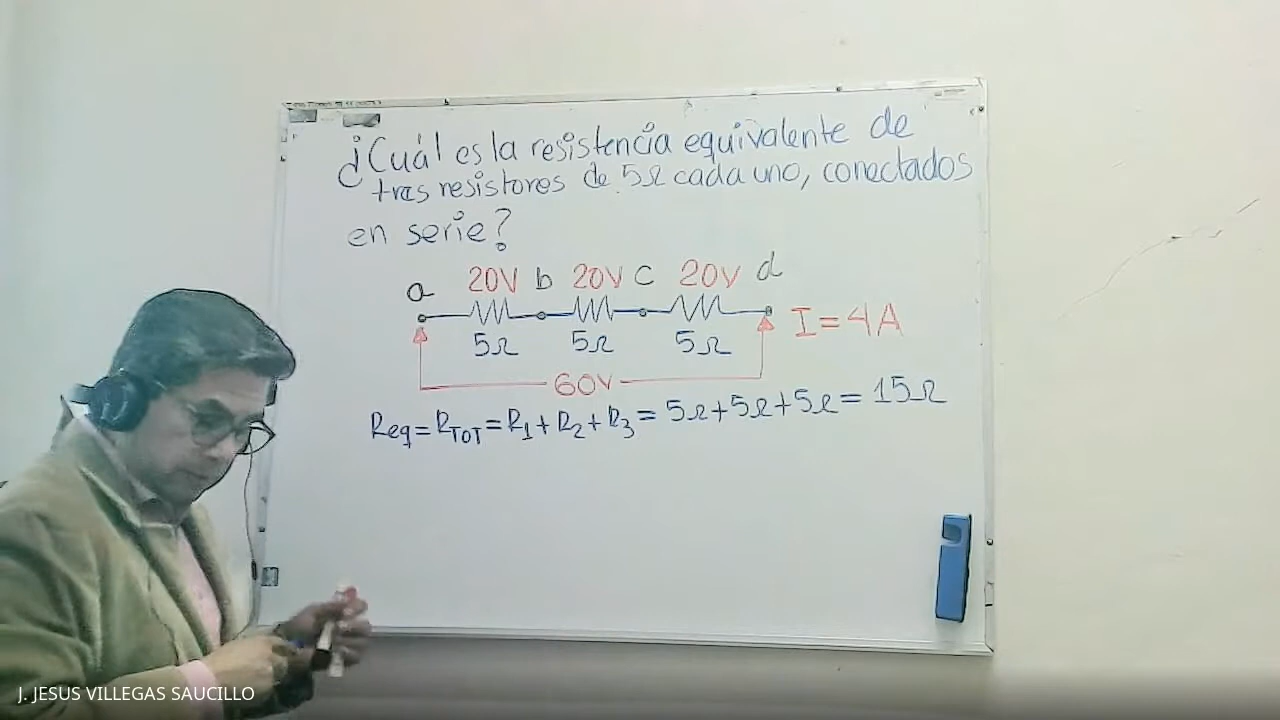 ¿Cuál es la resistencia equivalente de
tres resistores de 5Ω cada uno, conectados
en serie?
a 20V b 20V c 20V d
I=4A
5Ω 5Ω 5Ω
60V
Req=RTOT=R1+R2+R3=5Ω+5Ω+5Ω=15Ω
J. JESUS VILLEGAS SAUCILLO